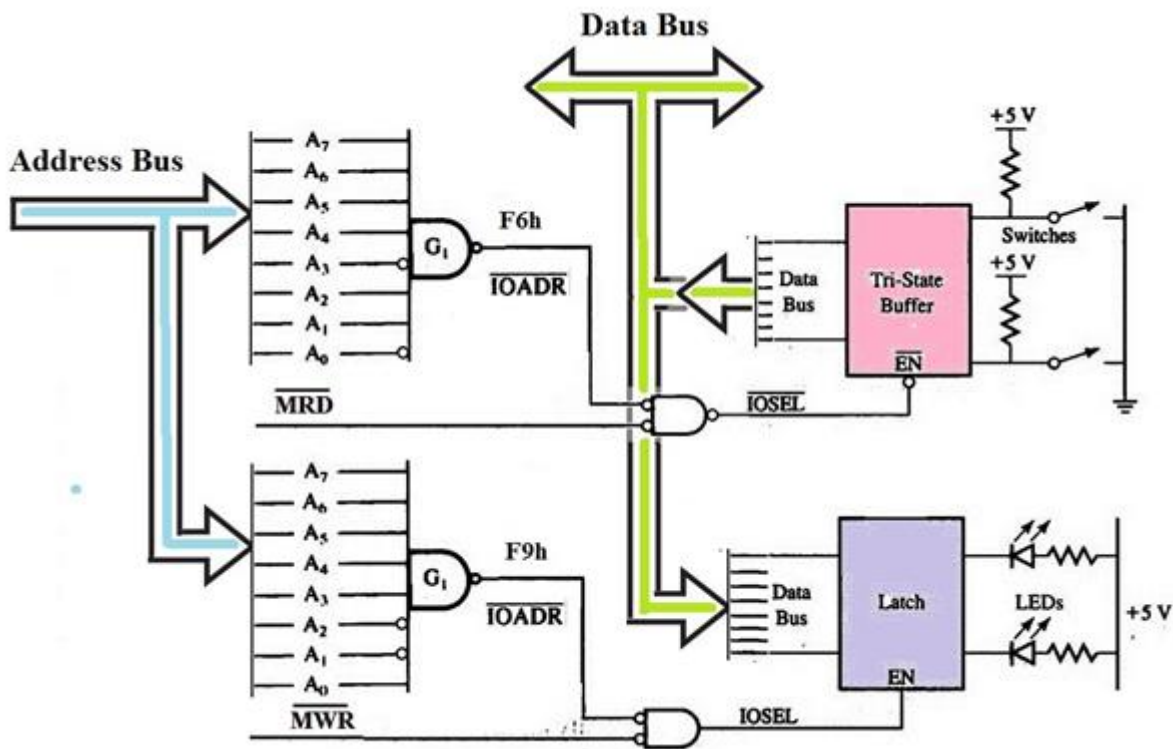 Data Bus
Address Bus
A7
A6
A5
A4
A3
A2
A1
A0
G1
F6h
IOADR
MRD
IOSEL
Data
Bus
Tri-State
Buffer
EN
+5 V
Switches
+5 V
A7
A6
A5
A4
A3
A2
A1
A0
G1
F9h
IOADR
MWR
IOSEL
Data
Bus
Latch
EN
LEDs
+5 V